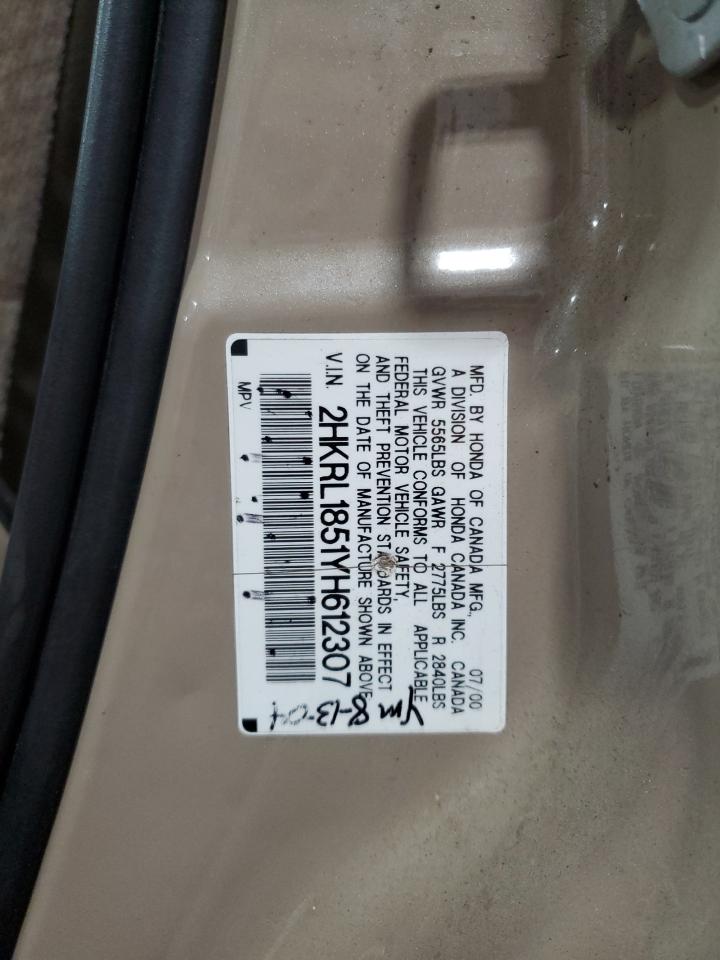 MFD. BY HONDA OF CANADA MFG., 07/00
A DIVISION OF HONDA CANADA INC. CANADA
GVWR 5565LBS GAWR F 2775LBS R 2840LBS
THIS VEHICLE CONFORMS TO ALL APPLICABLE
FEDERAL MOTOR VEHICLE SAFETY,
AND THEFT PREVENTION STANDARDS IN EFFECT
ON THE DATE OF MANUFACTURE SHOWN ABOVE
V.I.N. 2HKRL1851YH612307
MPV
8-13-04